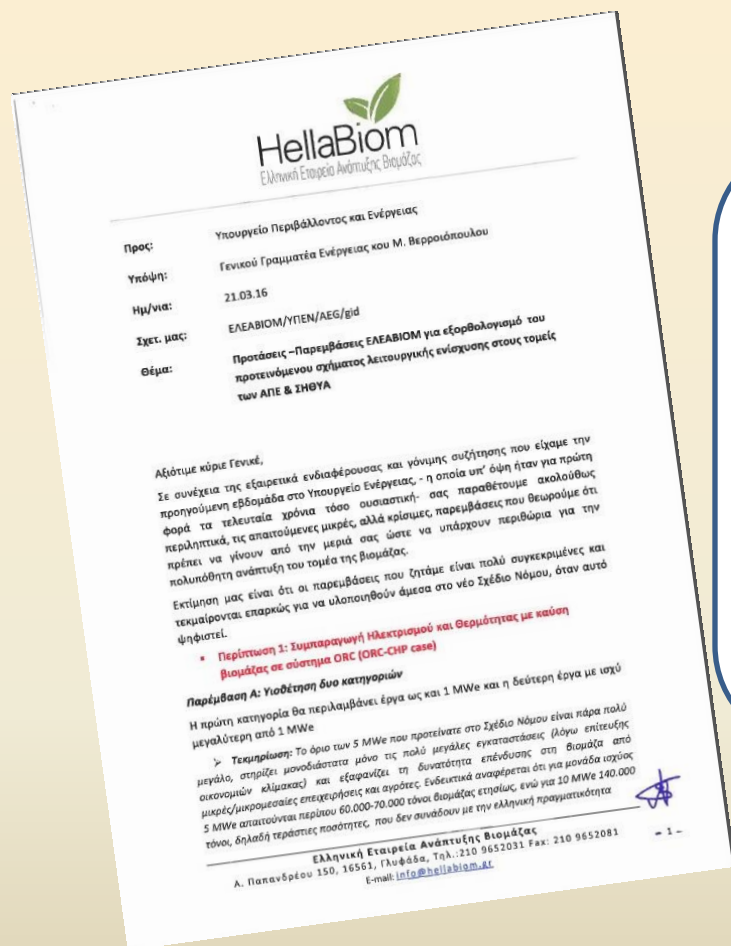 HellaBiom
Ελληνική Εταιρεία Ανάπτυξης Βιομάζας
Προς: Υπουργείο Περιβάλλοντος και Ενέργειας
Υπόψη: Γενικού Γραμματέα Ενέργειας κου Μ. Βερροιόπουλου
Ημ/νια: 21.03.16
Σχετ. μας: ΕΛΕΑΒΙΟΜ/ΥΠΕΝ/AEG/gid
Θέμα: Προτάσεις –Παρεμβάσεις ΕΛΕΑΒΙΟΜ για εξορθολογισμό του
προτεινόμενου σχήματος λειτουργικής ενίσχυσης στους τομείς
των ΑΠΕ & ΣΗΘΥΑ
Αξιότιμε κύριε Γενικέ,
Σε συνέχεια της εξαιρετικά ενδιαφέρουσας και γόνιμης συζήτησης που είχαμε την
προηγούμενη εβδομάδα στο Υπουργείο Ενέργειας, - η οποία υπ' όψη ήταν για πρώτη
φορά τα τελευταία χρόνια τόσο ουσιαστική- σας παραθέτουμε ακολούθως
περιληπτικά, τις απαιτούμενες μικρές, αλλά κρίσιμες, παρεμβάσεις που θεωρούμε ότι
πρέπει να γίνουν από την μεριά σας ώστε να υπάρχουν περιθώρια για την
πολυπόθητη ανάπτυξη του τομέα της βιομάζας.
Εκτίμηση μας είναι ότι οι παρεμβάσεις που ζητάμε είναι πολύ συγκεκριμένες και
τεκμαίρονται επαρκώς για να υλοποιηθούν άμεσα στο νέο Σχέδιο Νόμου, όταν αυτό
ψηφιστεί.
▪ Περίπτωση 1: Συμπαραγωγή Ηλεκτρισμού και Θερμότητας με καύση
βιομάζας σε σύστημα ORC (ORC-CHP case)
Παρέμβαση Α: Υιοθέτηση δυο κατηγοριών
Η πρώτη κατηγορία θα περιλαμβάνει έργα ως και 1 MWe και η δεύτερη έργα με ισχύ
μεγαλύτερη από 1 MWe
➢ Τεκμηρίωση: Το όριο των 5 MWe που προτείνατε στο Σχέδιο Νόμου είναι πάρα πολύ
μεγάλο, στηρίζει μονοδιάστατα μόνο τις πολύ μεγάλες εγκαταστάσεις (λόγω επίτευξης
οικονομιών κλίμακας) και εξαφανίζει τη δυνατότητα επένδυσης στη βιομάζα από
μικρές/μικρομεσαίες επιχειρήσεις και αγρότες. Ενδεικτικά αναφέρεται ότι για μονάδα ισχύος
5 MWe απαιτούνται περίπου 60.000-70.000 τόνοι βιομάζας ετησίως, ενώ για 10 MWe 140.000
τόνοι, δηλαδή τεράστιες ποσότητες, που δεν συνάδουν με την ελληνική πραγματικότητα
Ελληνική Εταιρεία Ανάπτυξης Βιομάζας
Λ. Παπανδρέου 150, 16561, Γλυφάδα, Τηλ.:210 9652031 Fax: 210 9652081
E-mail: info@hellabiom.gr
- 1 -